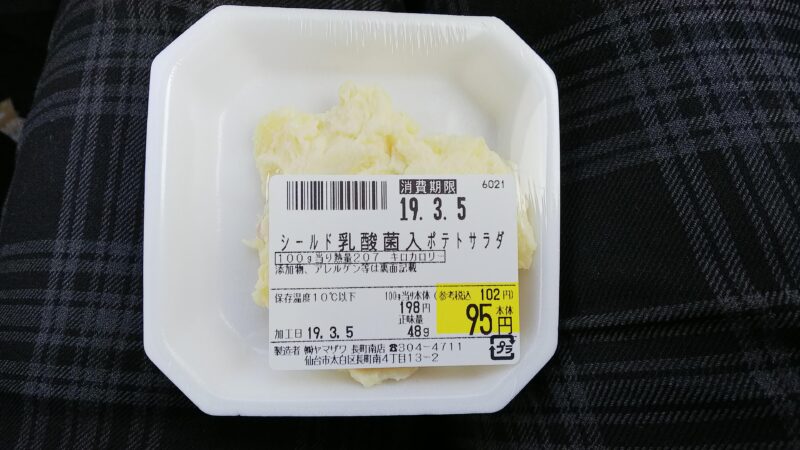 消費期限 6021
19. 3. 5
シールド乳酸菌入ポテトサラダ
100g当り熱量207 キロカロリー
添加物、アレルゲン等は裏面記載
保存温度10℃以下 100g当り本体 (参考税込 102円)
198円
正味量
95本体円
加工日 19. 3. 5 48g
プラ
製造者 ㈱ヤマザワ 長町南店 ☎304-4711
仙台市太白区長町南4丁目13-2